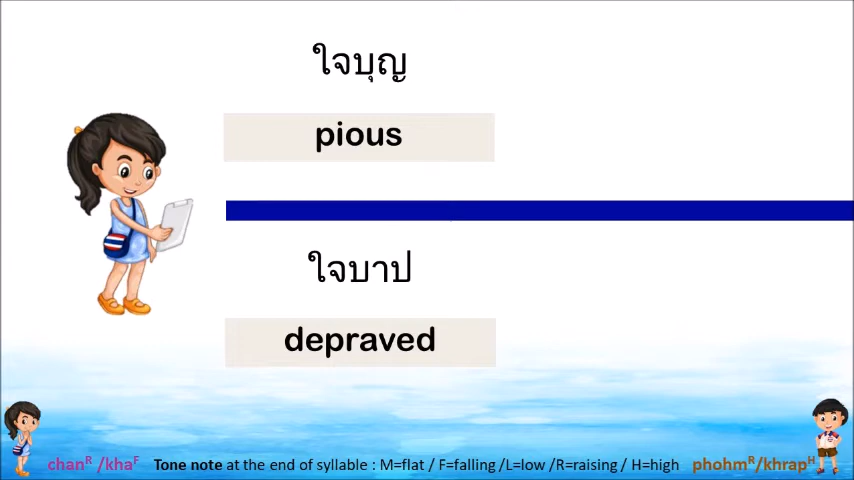 ใจบุญ
pious
ใจบาป
depraved
chanR /khaF Tone note at the end of syllable : M=flat / F=falling /L=low /R=raising / H=high phohmR/khrapH